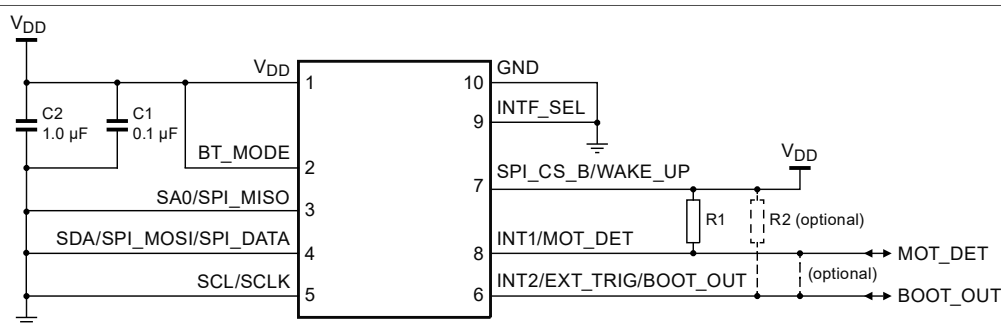 VDD
VDD
1
C2
1.0 µF
C1
0.1 µF
BT_MODE
2
SA0/SPI_MISO
3
SDA/SPI_MOSI/SPI_DATA
4
SCL/SCLK
5
10
GND
9
INTF_SEL
VDD
7
SPI_CS_B/WAKE_UP
R1
R2 (optional)
8
INT1/MOT_DET
MOT_DET
(optional)
6
INT2/EXT_TRIG/BOOT_OUT
BOOT_OUT